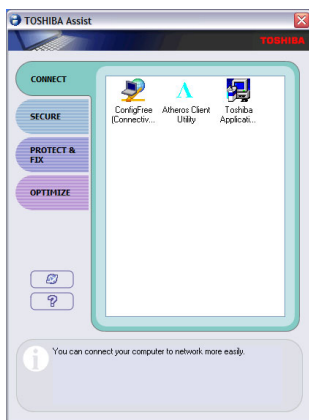 TOSHIBA Assist
TOSHIBA
CONNECT
SECURE
PROTECT &
FIX
OPTIMIZE
ConfigFree
(Connectiv...
Atheros Client
Utility
Toshiba
Applicati...
?
i
You can connect your computer to network more easily.